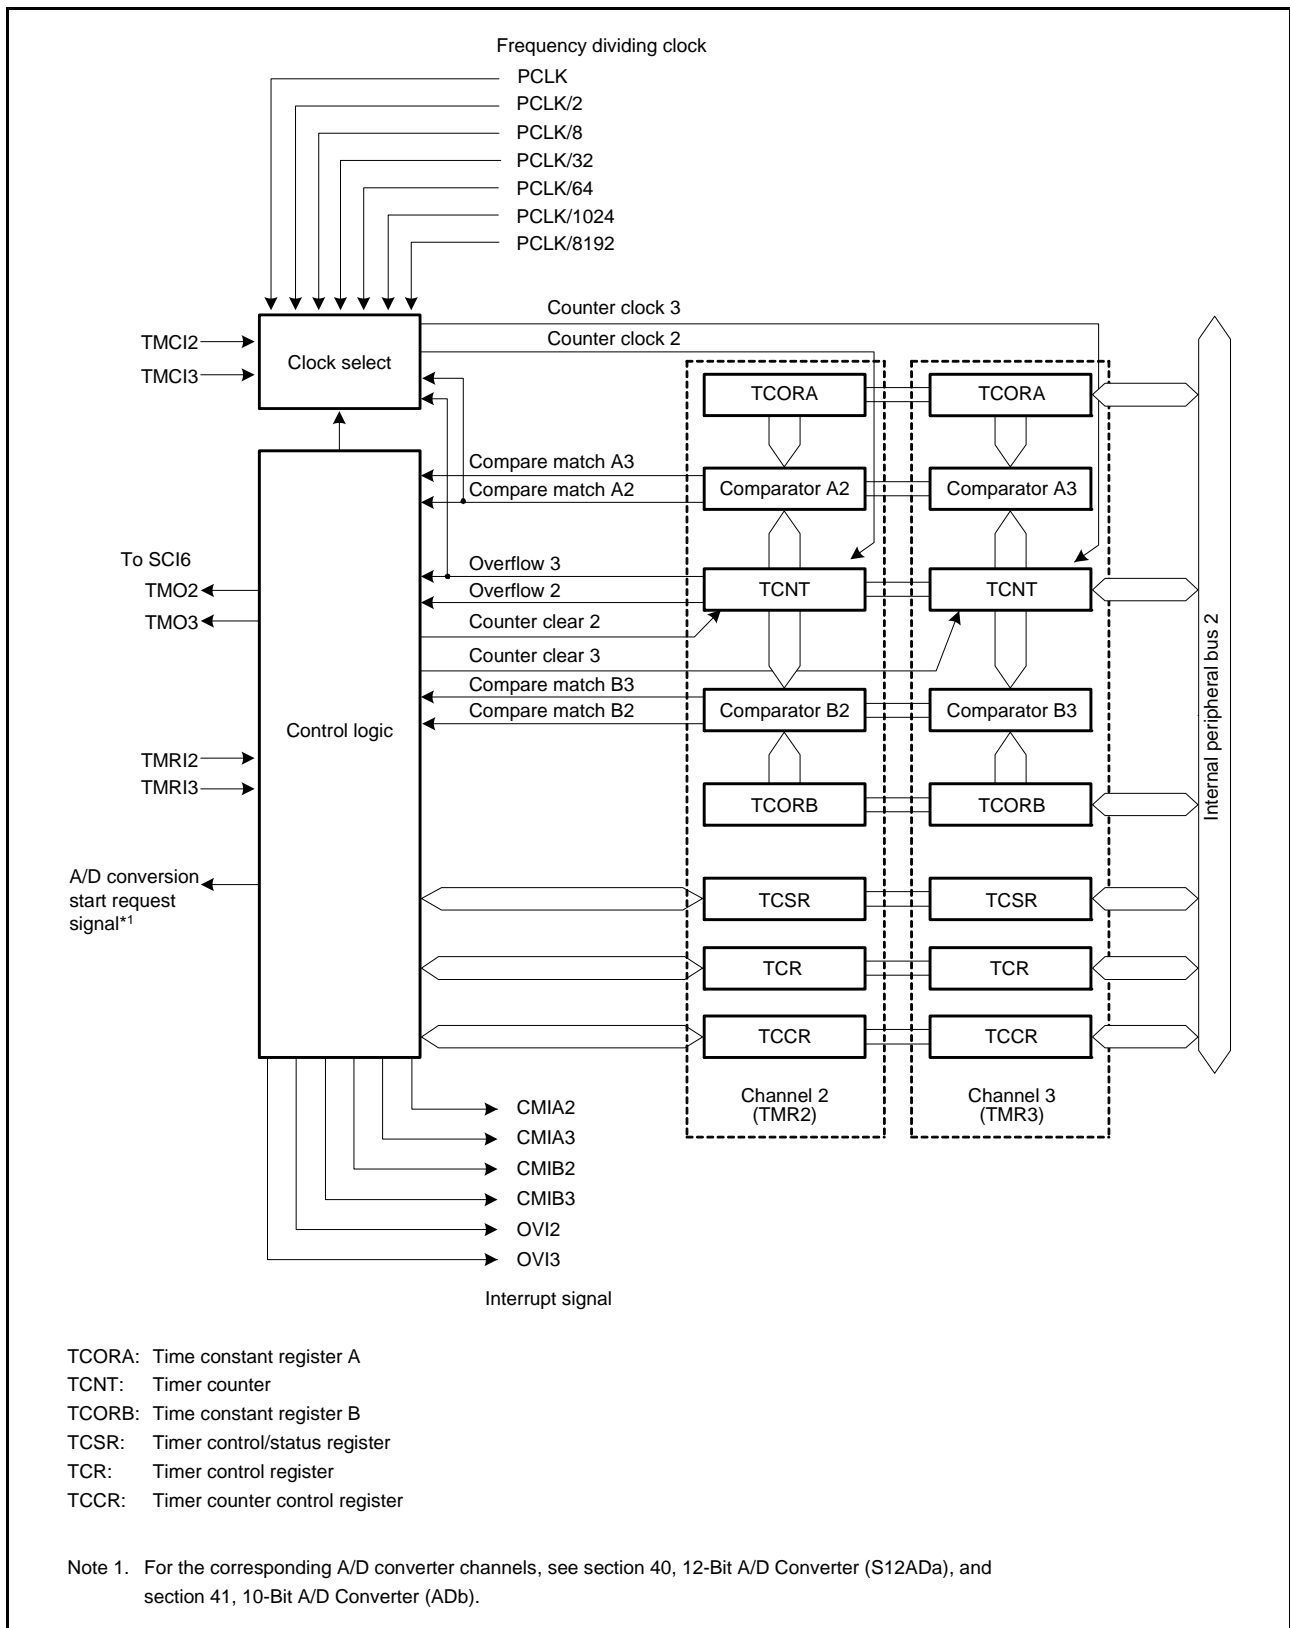 Frequency dividing clock
PCLK
PCLK/2
PCLK/8
PCLK/32
PCLK/64
PCLK/1024
PCLK/8192
Counter clock 3
Counter clock 2
TMCI2
TMCI3
Clock select
TCORA
TCORA
Compare match A3
Compare match A2
Comparator A2
Comparator A3
To SCI6
TMO2
TMO3
Overflow 3
Overflow 2
Counter clear 2
Counter clear 3
TCNT
TCNT
Compare match B3
Compare match B2
Comparator B2
Comparator B3
Control logic
TMRI2
TMRI3
TCORB
TCORB
Internal peripheral bus 2
A/D conversion
start request
signal*1
TCSR
TCSR
TCR
TCR
TCCR
TCCR
Channel 2
(TMR2)
Channel 3
(TMR3)
CMIA2
CMIA3
CMIB2
CMIB3
OVI2
OVI3
Interrupt signal
TCORA: Time constant register A
TCNT: Timer counter
TCORB: Time constant register B
TCSR: Timer control/status register
TCR: Timer control register
TCCR: Timer counter control register
Note 1. For the corresponding A/D converter channels, see section 40, 12-Bit A/D Converter (S12ADa), and
section 41, 10-Bit A/D Converter (ADb).